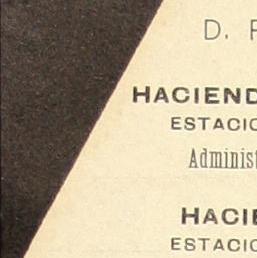 D. F
HACIEND
ESTACIO
Administ
HACIE
ESTACIO